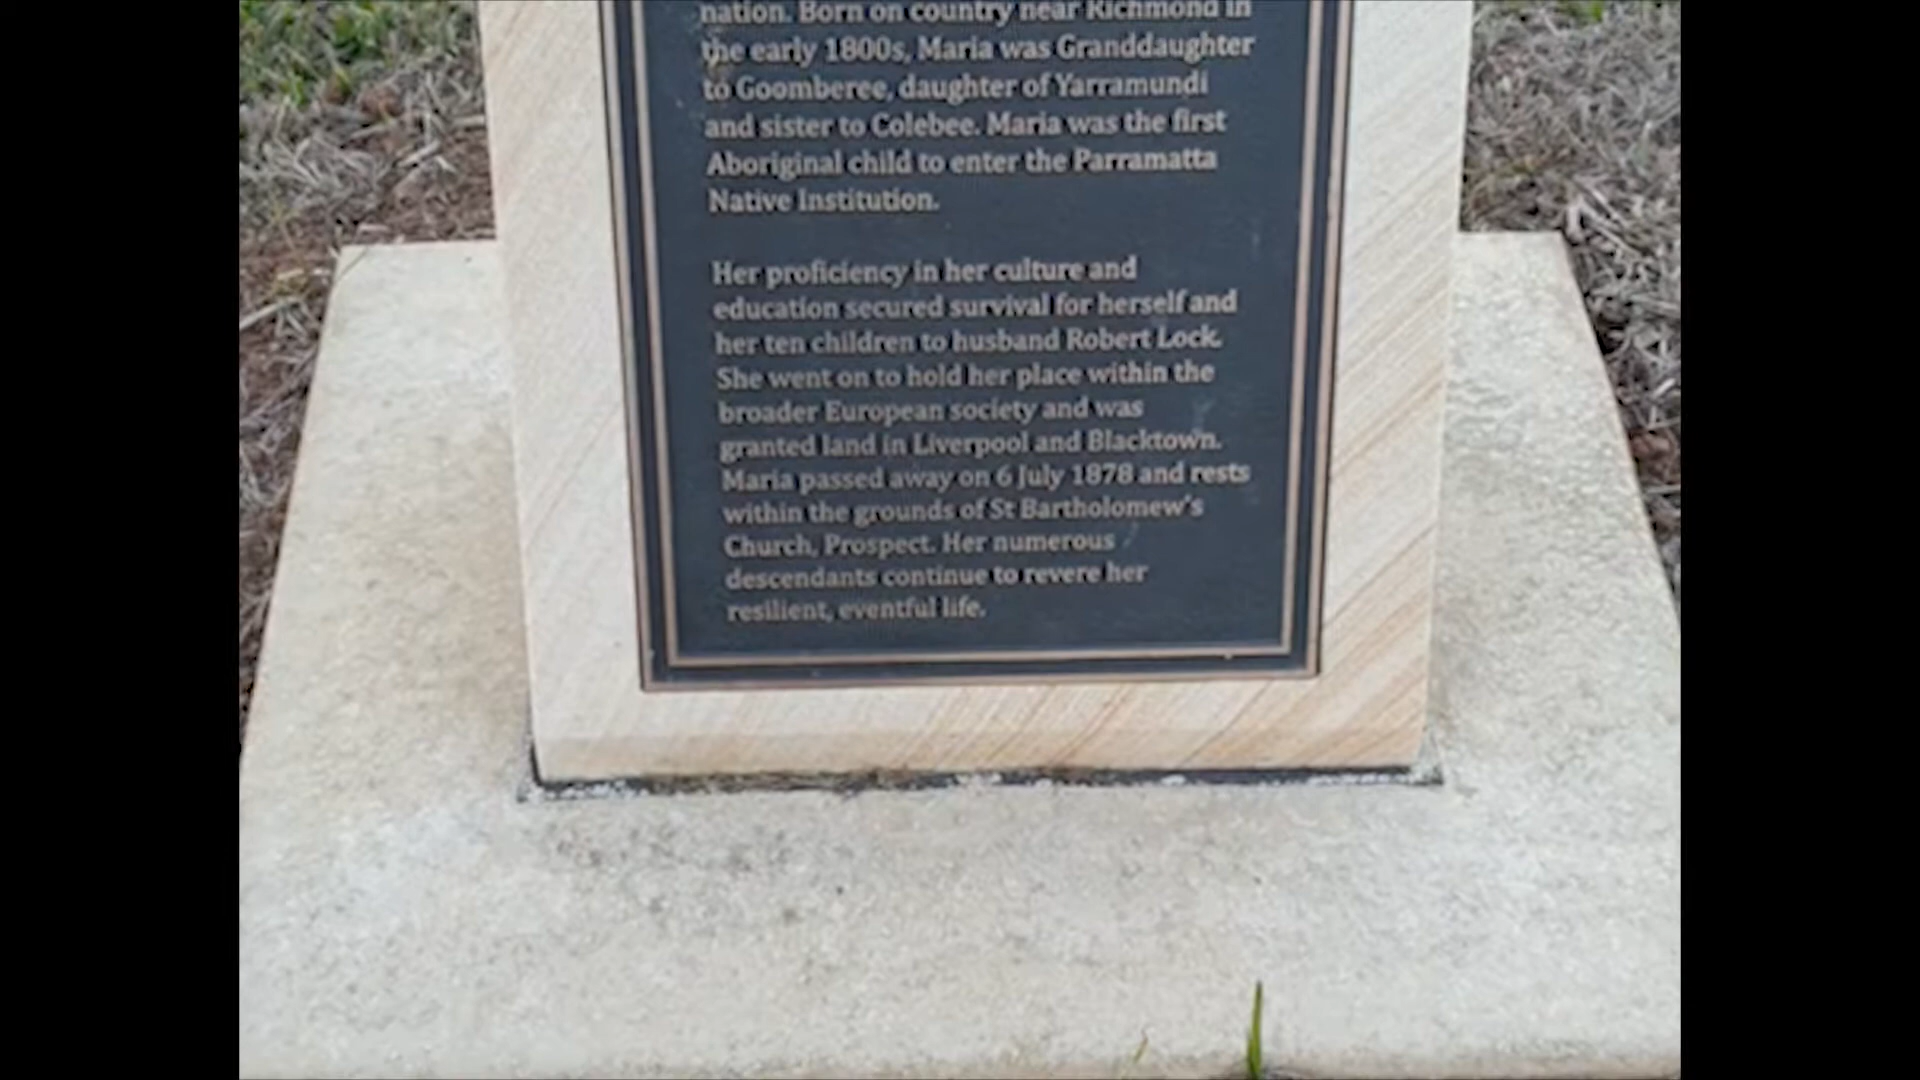 nation. Born on country near Richmond in
the early 1800s, Maria was Granddaughter
to Goomberee, daughter of Yarramundi
and sister to Colebee. Maria was the first
Aboriginal child to enter the Parramatta
Native Institution.
Her proficiency in her culture and
education secured survival for herself and
her ten children to husband Robert Lock.
She went on to hold her place within the
broader European society and was
granted land in Liverpool and Blacktown.
Maria passed away on 6 July 1878 and rests
within the grounds of St Bartholomew's
Church, Prospect. Her numerous
descendants continue to revere her
resilient, eventful life.